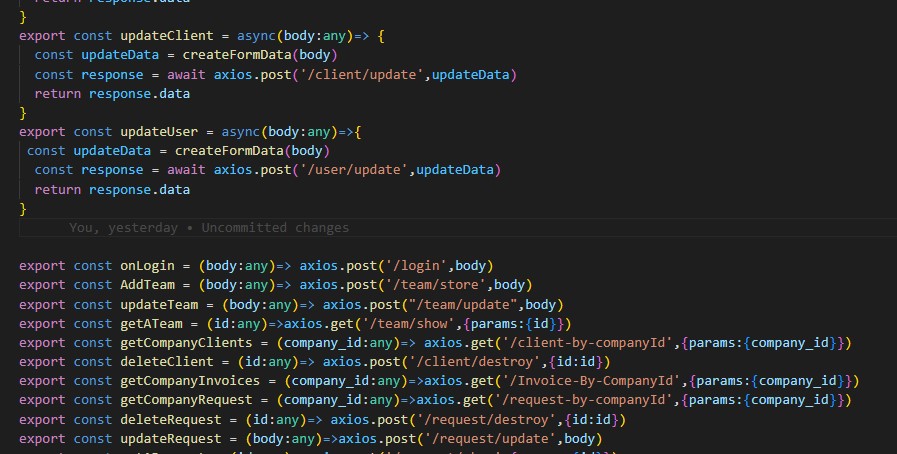 return response.data
}
export const updateClient = async(body:any)=> {
  const updateData = createFormData(body)
  const response = await axios.post('/client/update',updateData)
  return response.data
}
export const updateUser = async(body:any)=>{
 const updateData = createFormData(body)
  const response = await axios.post('/user/update',updateData)
  return response.data
}
You, yesterday • Uncommitted changes
export const onLogin = (body:any)=> axios.post('/login',body)
export const AddTeam = (body:any)=> axios.post('/team/store',body)
export const updateTeam = (body:any)=> axios.post("/team/update",body)
export const getATeam = (id:any)=>axios.get('/team/show',{params:{id}})
export const getCompanyClients = (company_id:any)=> axios.get('/client-by-companyId',{params:{company_id}})
export const deleteClient = (id:any)=> axios.post('/client/destroy',{id:id})
export const getCompanyInvoices = (company_id:any)=>axios.get('/Invoice-By-CompanyId',{params:{company_id}})
export const getCompanyRequest = (company_id:any)=>axios.get('/request-by-companyId',{params:{company_id}})
export const deleteRequest = (id:any)=> axios.post('/request/destroy',{id:id})
export const updateRequest = (body:any)=>axios.post('/request/update',body)